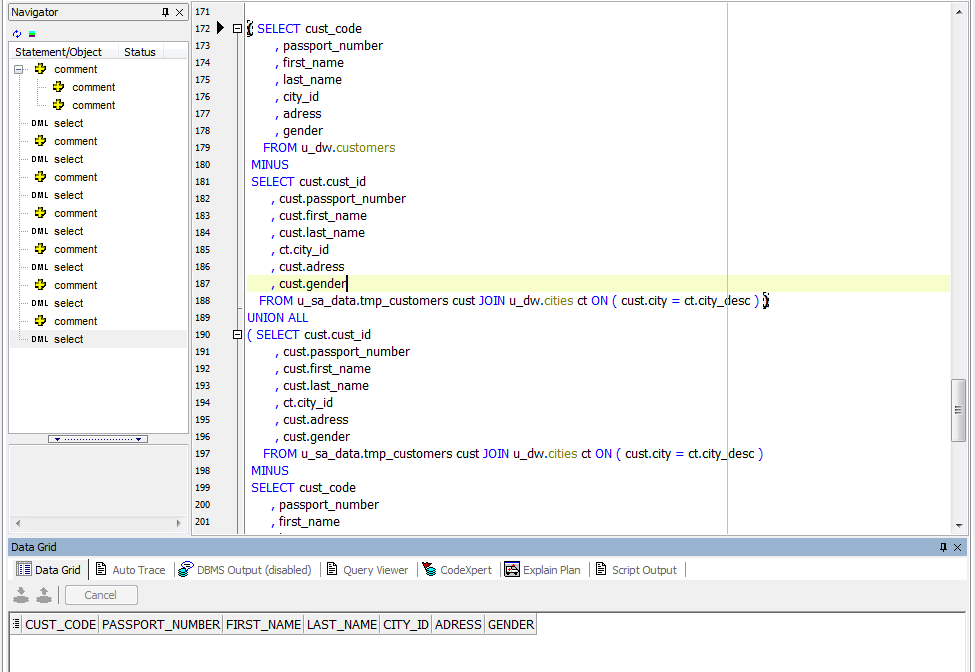 Navigator
Statement/Object Status
comment
comment
comment
DML select
comment
DML select
comment
DML select
comment
DML select
comment
DML select
comment
DML select
comment
DML select
171
172 ( SELECT cust_code
173 , passport_number
174 , first_name
175 , last_name
176 , city_id
177 , adress
178 , gender
179 FROM u_dw.customers
180 MINUS
181 SELECT cust.cust_id
182 , cust.passport_number
183 , cust.first_name
184 , cust.last_name
185 , ct.city_id
186 , cust.adress
187 , cust.gender
188 FROM u_sa_data.tmp_customers cust JOIN u_dw.cities ct ON ( cust.city = ct.city_desc ) )
189 UNION ALL
190 ( SELECT cust.cust_id
191 , cust.passport_number
192 , cust.first_name
193 , cust.last_name
194 , ct.city_id
195 , cust.adress
196 , cust.gender
197 FROM u_sa_data.tmp_customers cust JOIN u_dw.cities ct ON ( cust.city = ct.city_desc )
198 MINUS
199 SELECT cust_code
200 , passport_number
201 , first_name
Data Grid
Data Grid Auto Trace DBMS Output (disabled) Query Viewer CodeXpert Explain Plan Script Output
Cancel
CUST_CODE PASSPORT_NUMBER FIRST_NAME LAST_NAME CITY_ID ADRESS GENDER